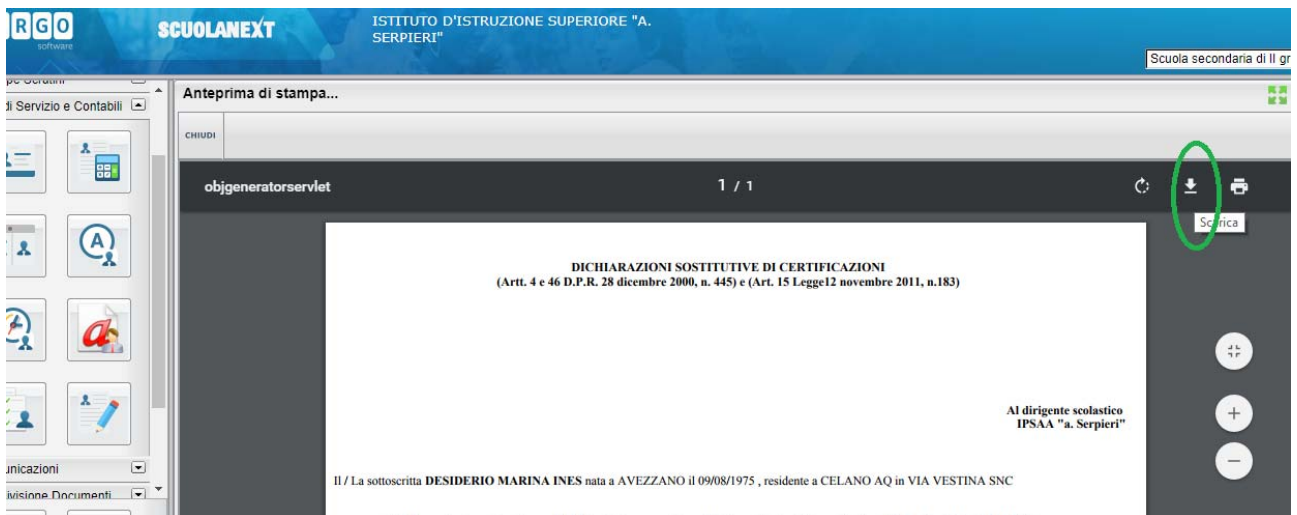 RGO
software
SCUOLANEXT
ISTITUTO D'ISTRUZIONE SUPERIORE "A.
SERPIERI"
Scuola secondaria di II gr
di Servizio e Contabili
Anteprima di stampa...
CHIUDI
objgeneratorservlet
1 / 1
Scarica
A
a
DICHIARAZIONI SOSTITUTIVE DI CERTIFICAZIONI
(Artt. 4 e 46 D.P.R. 28 dicembre 2000, n. 445) e (Art. 15 Legge12 novembre 2011, n.183)
Al dirigente scolastico
IPSAA "a. Serpieri"
unicazioni
Il / La sottoscritta DESIDERIO MARINA INES nata a AVEZZANO il 09/08/1975 , residente a CELANO AQ in VIA VESTINA SNC
ivisione Documenti